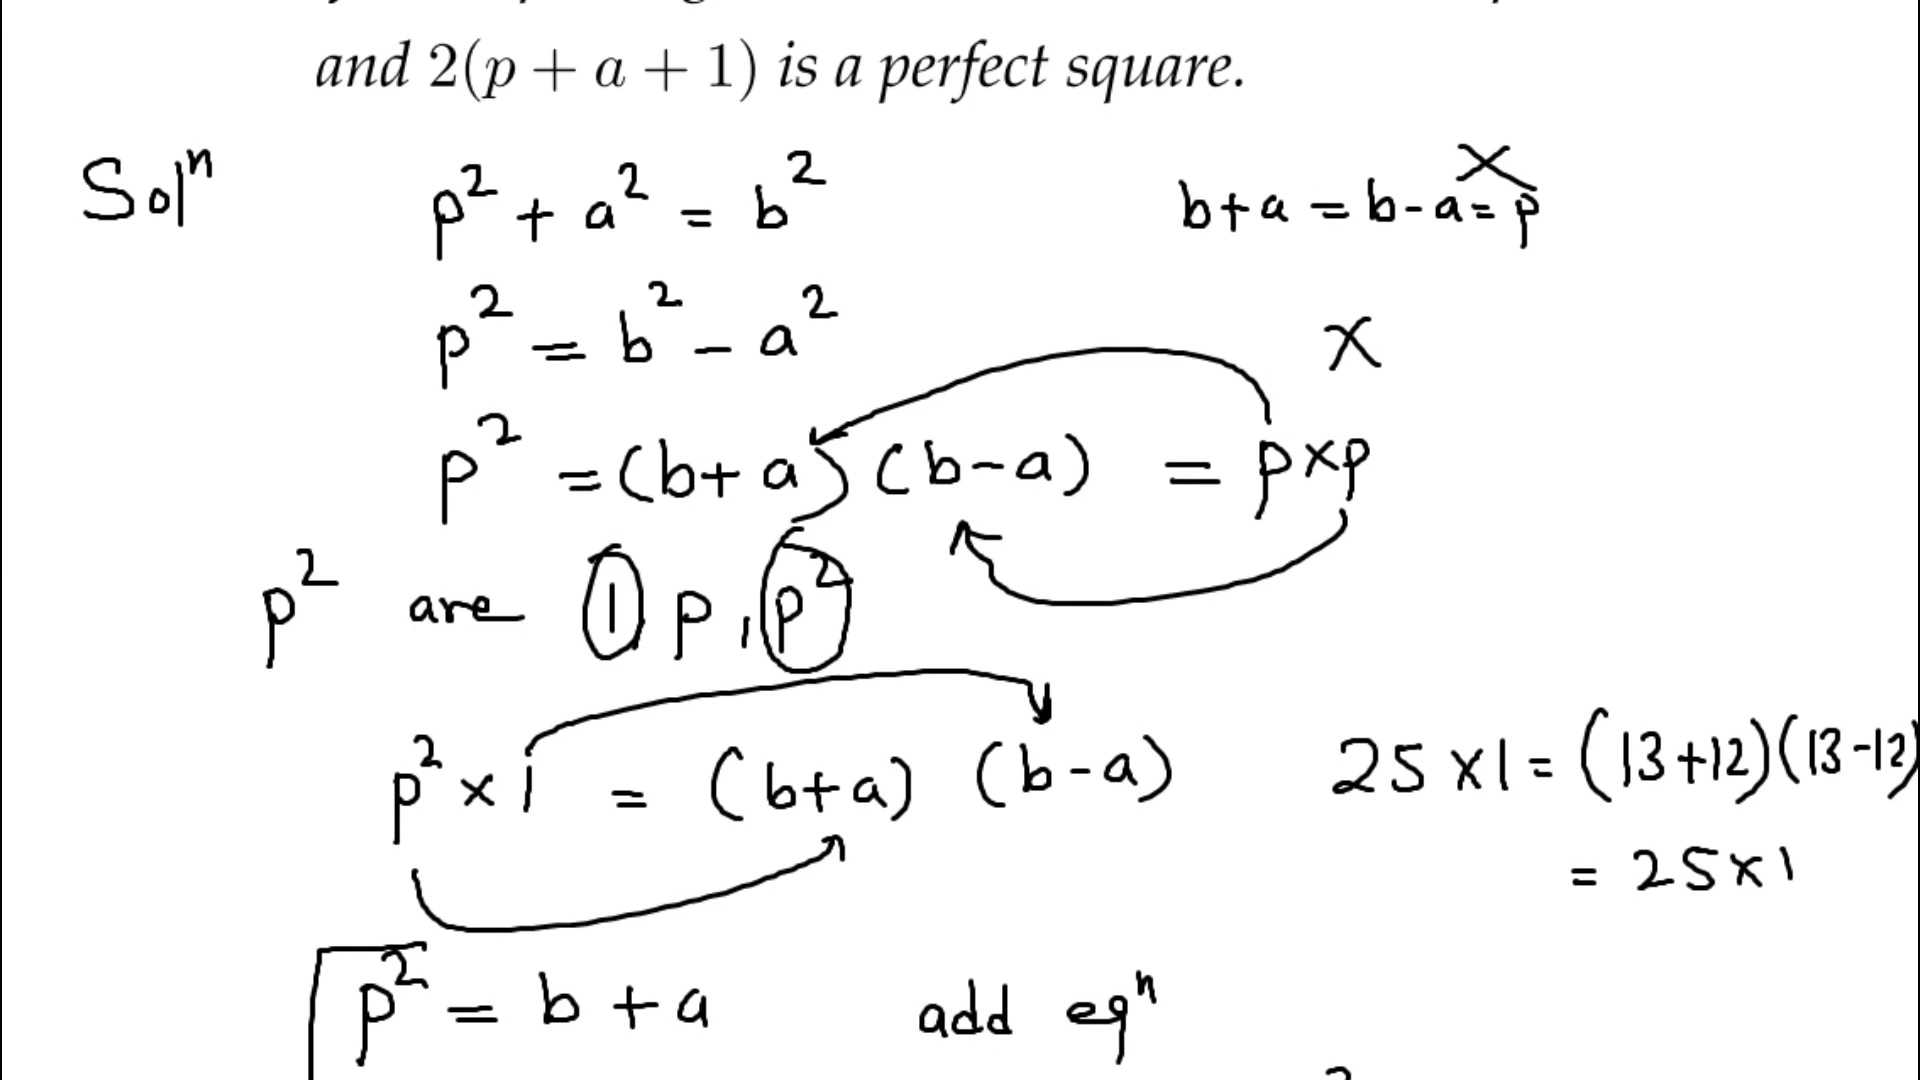 and 2(p + a + 1) is a perfect square.
Solⁿ p² + a² = b² b+a = b-a = p
X
p² = b² - a²
X
p² = (b+a) (b-a) = p×p
p² are 1 p, p²
p² × 1 = (b+a) (b-a) 25 × 1 = (13+12)(13-12)
= 25 × 1
p² = b + a add eqⁿ